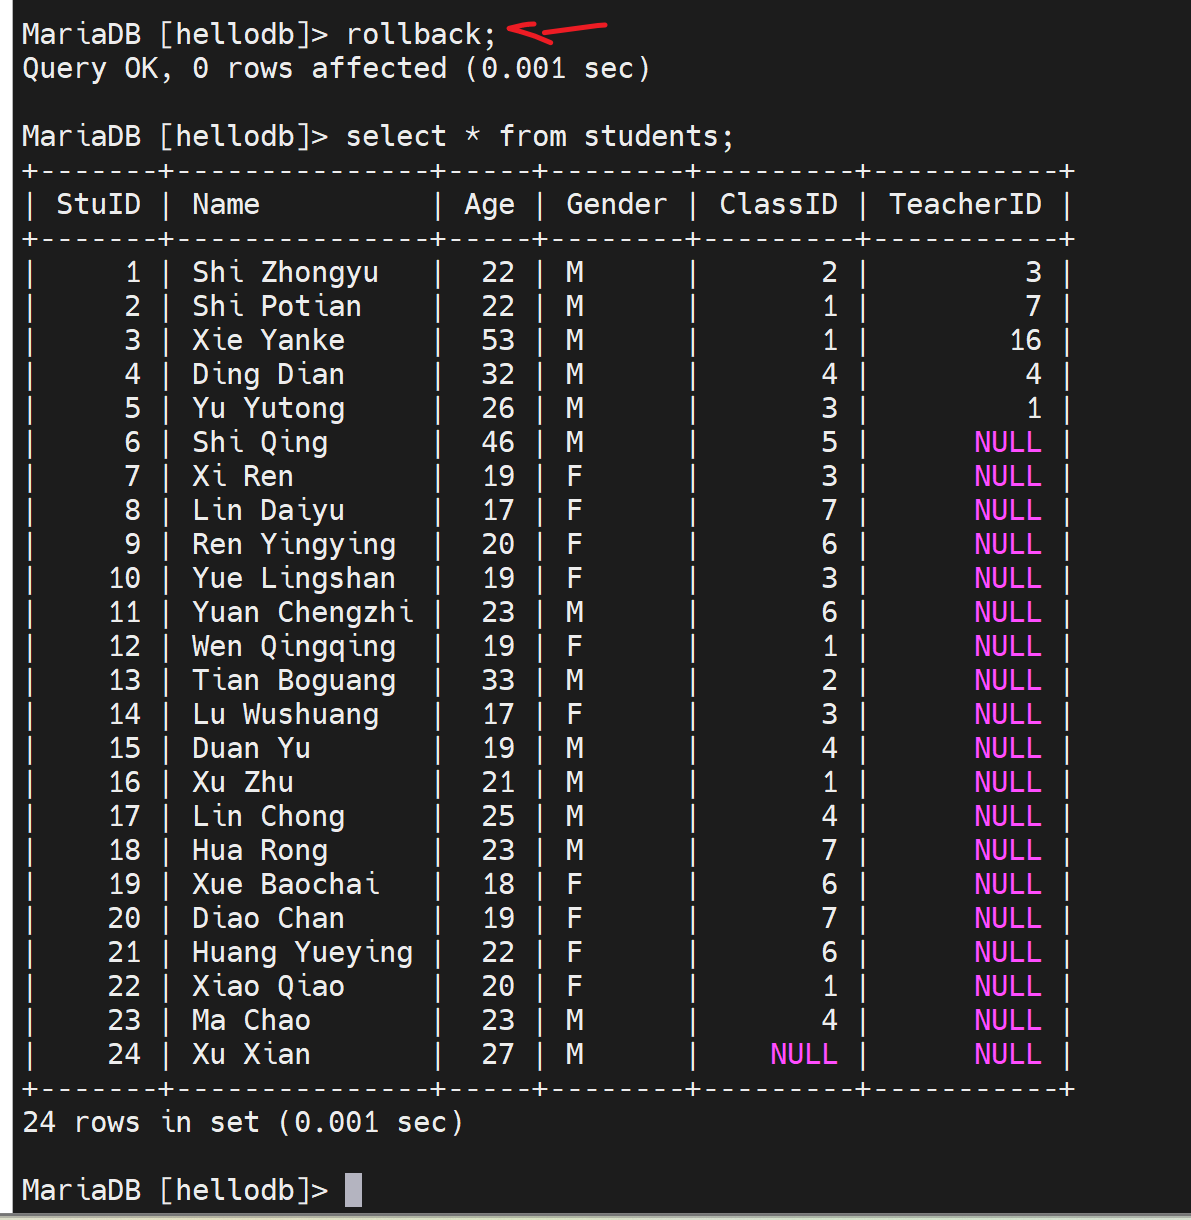 MariaDB [hellodb]> rollback;
Query OK, 0 rows affected (0.001 sec)
MariaDB [hellodb]> select * from students;
+-------+---------------+-----+--------+---------+-----------+
| StuID | Name          | Age | Gender | ClassID | TeacherID |
+-------+---------------+-----+--------+---------+-----------+
|     1 | Shi Zhongyu   |  22 | M      |       2 |         3 |
|     2 | Shi Potian    |  22 | M      |       1 |         7 |
|     3 | Xie Yanke     |  53 | M      |       1 |        16 |
|     4 | Ding Dian     |  32 | M      |       4 |         4 |
|     5 | Yu Yutong     |  26 | M      |       3 |         1 |
|     6 | Shi Qing      |  46 | M      |       5 |      NULL |
|     7 | Xi Ren        |  19 | F      |       3 |      NULL |
|     8 | Lin Daiyu     |  17 | F      |       7 |      NULL |
|     9 | Ren Yingying  |  20 | F      |       6 |      NULL |
|    10 | Yue Lingshan  |  19 | F      |       3 |      NULL |
|    11 | Yuan Chengzhi |  23 | M      |       6 |      NULL |
|    12 | Wen Qingqing  |  19 | F      |       1 |      NULL |
|    13 | Tian Boguang  |  33 | M      |       2 |      NULL |
|    14 | Lu Wushuang   |  17 | F      |       3 |      NULL |
|    15 | Duan Yu       |  19 | M      |       4 |      NULL |
|    16 | Xu Zhu        |  21 | M      |       1 |      NULL |
|    17 | Lin Chong     |  25 | M      |       4 |      NULL |
|    18 | Hua Rong      |  23 | M      |       7 |      NULL |
|    19 | Xue Baochai   |  18 | F      |       6 |      NULL |
|    20 | Diao Chan     |  19 | F      |       7 |      NULL |
|    21 | Huang Yueying |  22 | F      |       6 |      NULL |
|    22 | Xiao Qiao     |  20 | F      |       1 |      NULL |
|    23 | Ma Chao       |  23 | M      |       4 |      NULL |
|    24 | Xu Xian       |  27 | M      |    NULL |      NULL |
+-------+---------------+-----+--------+---------+-----------+
24 rows in set (0.001 sec)
MariaDB [hellodb]>